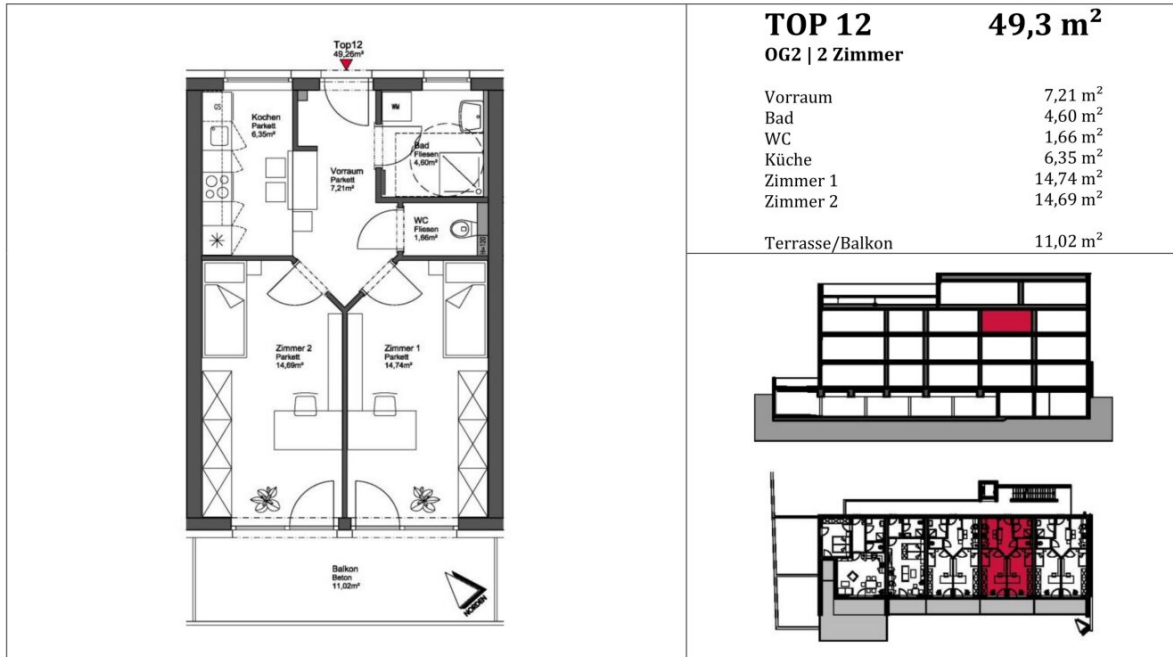 Top12
49,26m²
GS
Kochen
Parkett
6,35m²
WM
Bad
Fliesen
4,60m²
Vorraum
Parkett
7,21m²
WC
Fliesen
1,66m²
Zimmer 2
Parkett
14,69m²
Zimmer 1
Parkett
14,74m²
Balkon
Beton
11,02m²
NORDEN
TOP 12 49,3 m²
OG2 | 2 Zimmer
Vorraum 7,21 m²
Bad 4,60 m²
WC 1,66 m²
Küche 6,35 m²
Zimmer 1 14,74 m²
Zimmer 2 14,69 m²
Terrasse/Balkon 11,02 m²